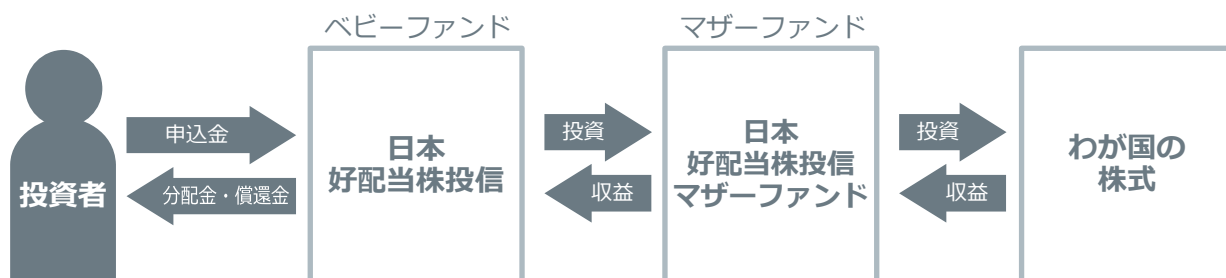 ベビーファンド
マザーファンド
投資者
申込金
分配金・償還金
日本
好配当株投信
投資
収益
日本
好配当株投信
マザーファンド
投資
収益
わが国の
株式